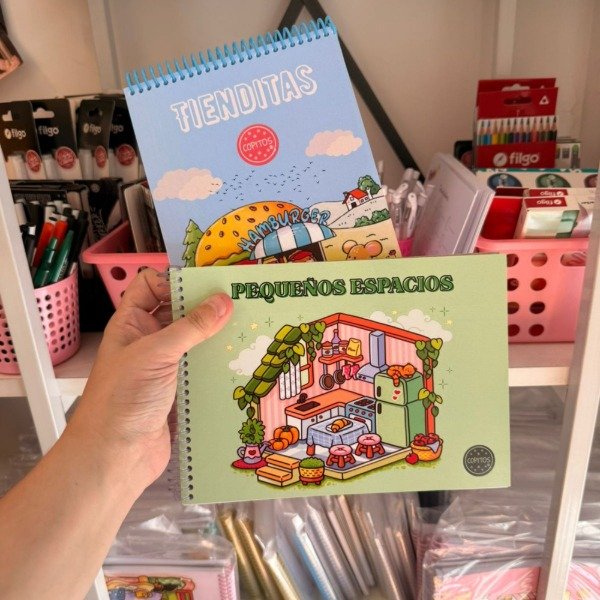 TIENDITAS
COPITOS
HAMBURGER
PEQUEÑOS ESPACIOS
COPITOS
filgo
filgo
filgo
filgo